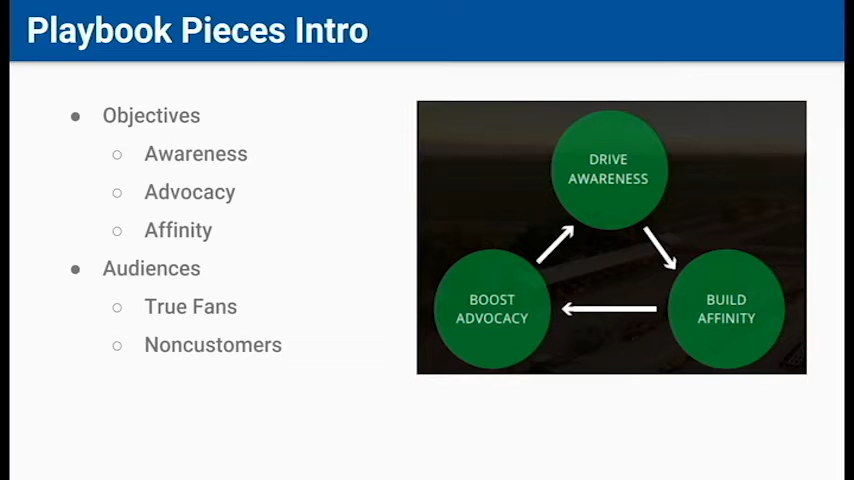 Playbook Pieces Intro
● Objectives
○ Awareness
○ Advocacy
○ Affinity
● Audiences
○ True Fans
○ Noncustomers
DRIVE
AWARENESS
BOOST
ADVOCACY
BUILD
AFFINITY